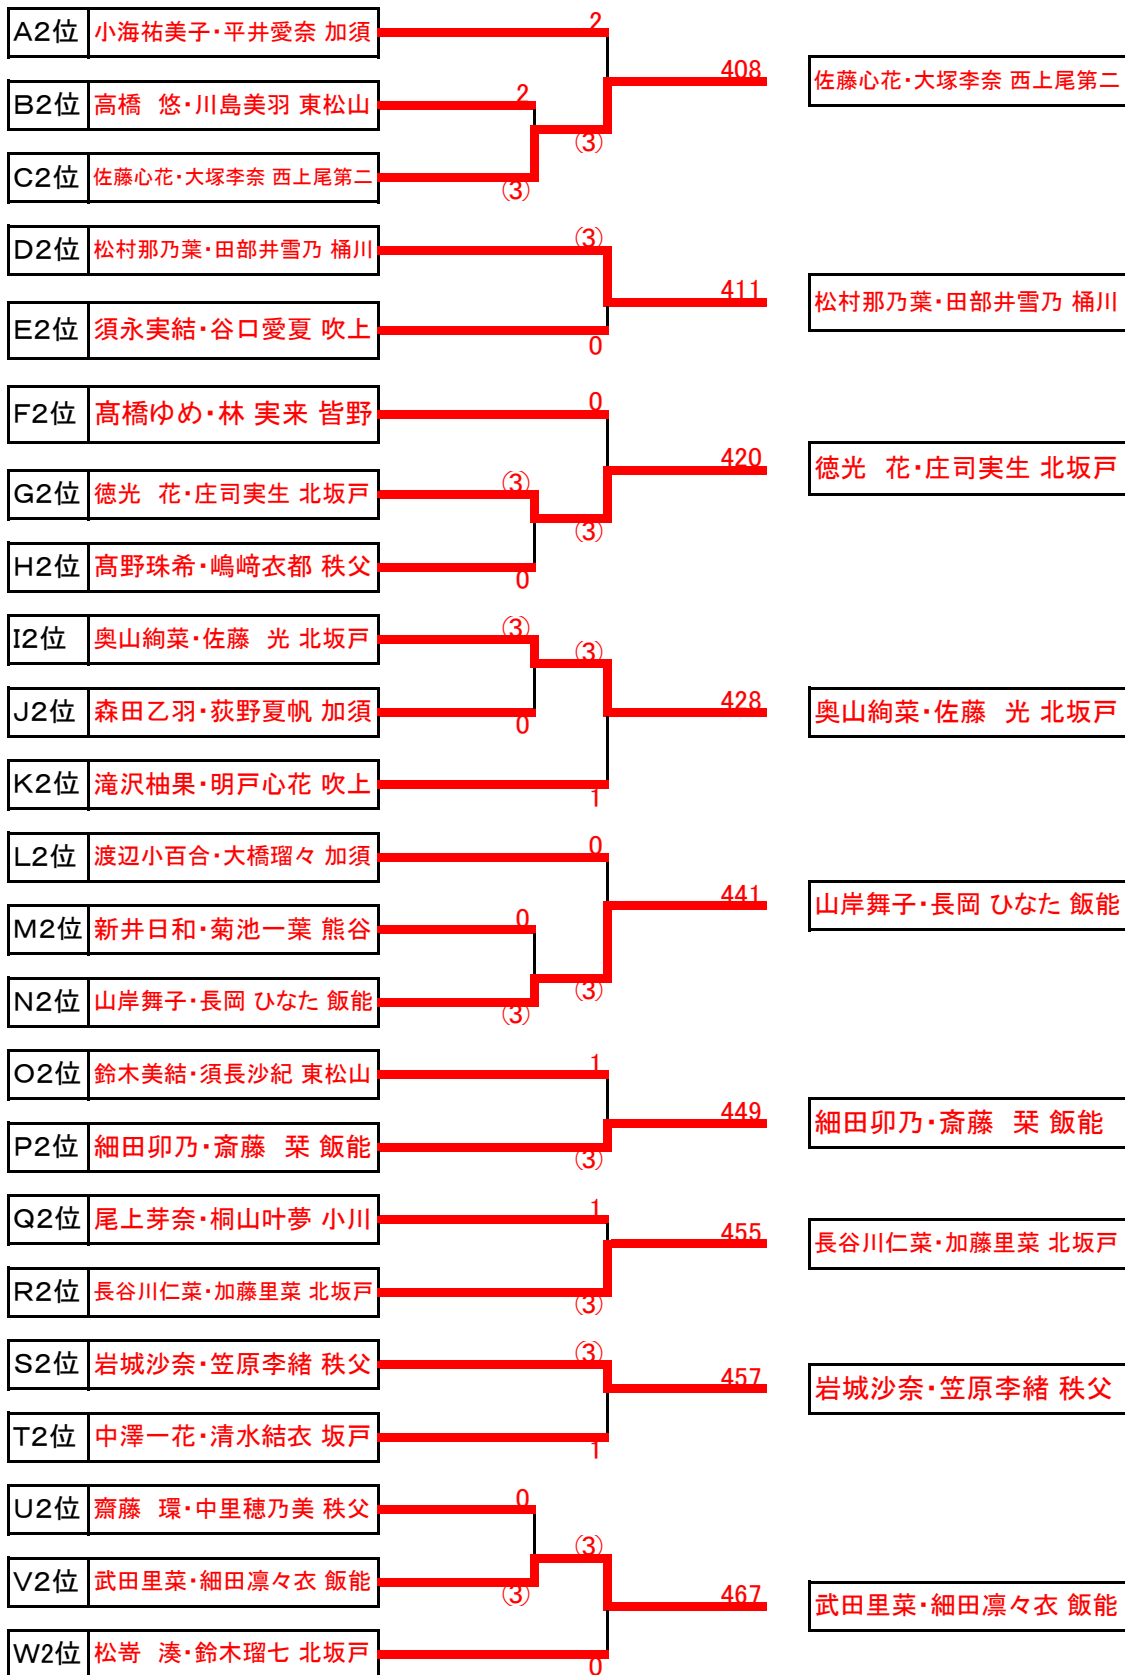 A2位 小海祐美子・平井愛奈 加須
2
408
佐藤心花・大塚李奈 西上尾第二
B2位 高橋　悠・川島美羽 東松山
2
(3)
C2位 佐藤心花・大塚李奈 西上尾第二
(3)
D2位 松村那乃葉・田部井雪乃 桶川
(3)
411
松村那乃葉・田部井雪乃 桶川
E2位 須永実結・谷口愛夏 吹上
0
F2位 髙橋ゆめ・林 実来 皆野
0
420
徳光　花・庄司実生 北坂戸
G2位 徳光　花・庄司実生 北坂戸
(3)
(3)
H2位 髙野珠希・嶋﨑衣都 秩父
0
I2位 奥山絢菜・佐藤　光 北坂戸
(3)
(3)
428
奥山絢菜・佐藤　光 北坂戸
J2位 森田乙羽・荻野夏帆 加須
0
K2位 滝沢柚果・明戸心花 吹上
1
L2位 渡辺小百合・大橋瑠々 加須
0
441
山岸舞子・長岡 ひなた 飯能
M2位 新井日和・菊池一葉 熊谷
0
(3)
N2位 山岸舞子・長岡 ひなた 飯能
(3)
O2位 鈴木美結・須長沙紀 東松山
1
449
細田卯乃・斎藤　栞 飯能
P2位 細田卯乃・斎藤　栞 飯能
(3)
Q2位 尾上芽奈・桐山叶夢 小川
1
455
長谷川仁菜・加藤里菜 北坂戸
R2位 長谷川仁菜・加藤里菜 北坂戸
(3)
S2位 岩城沙奈・笠原李緒 秩父
(3)
457
岩城沙奈・笠原李緒 秩父
T2位 中澤一花・清水結衣 坂戸
1
U2位 齋藤　環・中里穂乃美 秩父
0
(3)
V2位 武田里菜・細田凛々衣 飯能
(3)
467
武田里菜・細田凛々衣 飯能
W2位 松嵜　湊・鈴木瑠七 北坂戸
0